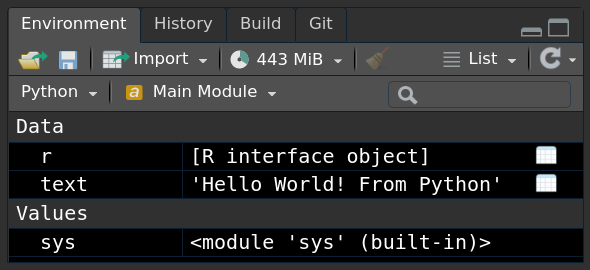 Environment History Build Git
Import 443 MiB List
Python a Main Module
Data
r [R interface object]
text 'Hello World! From Python'
Values
sys <module 'sys' (built-in)>